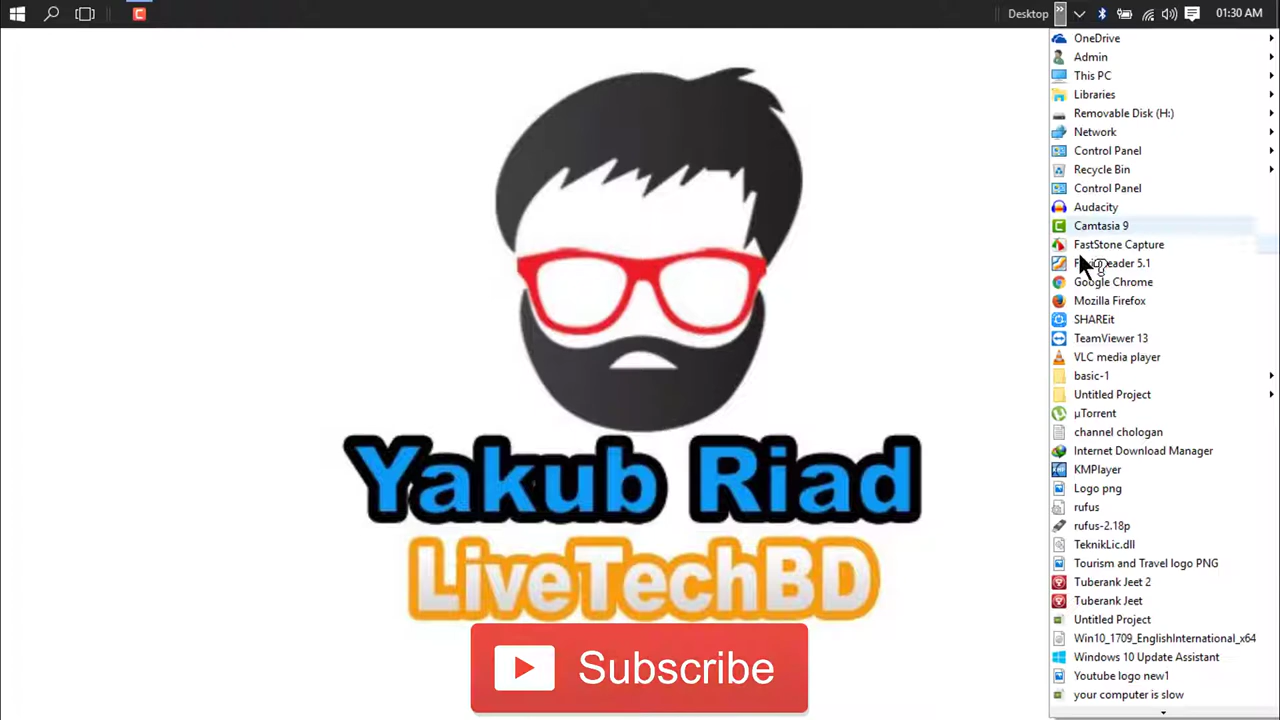 Desktop
01:30 AM
OneDrive
Admin
This PC
Libraries
Removable Disk (H:)
Network
Control Panel
Recycle Bin
Control Panel
Audacity
Camtasia 9
FastStone Capture
Reader 5.1
Google Chrome
Mozilla Firefox
SHAREit
TeamViewer 13
VLC media player
basic-1
Untitled Project
µTorrent
channel chologan
Internet Download Manager
KMPlayer
Logo png
rufus
rufus-2.18p
TeknikLic.dll
Tourism and Travel logo PNG
Tuberank Jeet 2
Tuberank Jeet
Untitled Project
Win10_1709_EnglishInternational_x64
Windows 10 Update Assistant
Youtube logo new1
your computer is slow
Yakub Riad
LiveTechBD
Subscribe